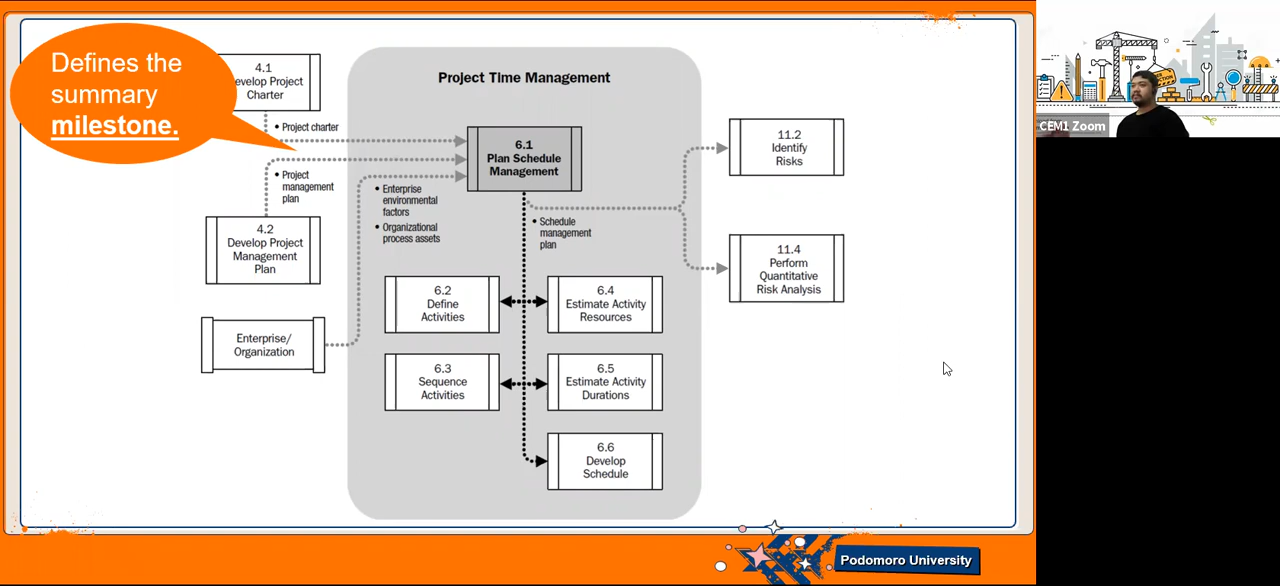 Defines the
summary
milestone.
4.1
evelop Project
Charter
• Project charter
• Project
management
plan
4.2
Develop Project
Management
Plan
Enterprise/
Organization
Project Time Management
6.1
Plan Schedule
Management
• Enterprise
environmental
factors
• Organizational
process assets
• Schedule
management
plan
6.2
Define
Activities
6.4
Estimate Activity
Resources
6.3
Sequence
Activities
6.5
Estimate Activity
Durations
6.6
Develop
Schedule
11.2
Identify
Risks
11.4
Perform
Quantitative
Risk Analysis
Podomoro University
CEM1 Zoom